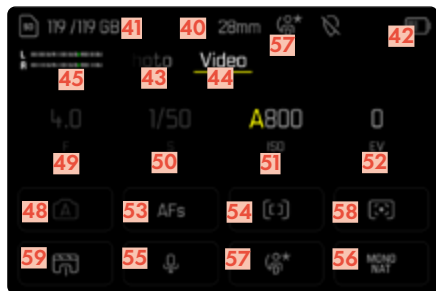 119 /119 GB 41 40 28mm 57 42
L
R 45 43 oto Video 44
4.0 1/50 A800 0
F ISO EV
49 50 51 52
48 A 53 AFs 54 58
59 55 57 56 MONO
NAT